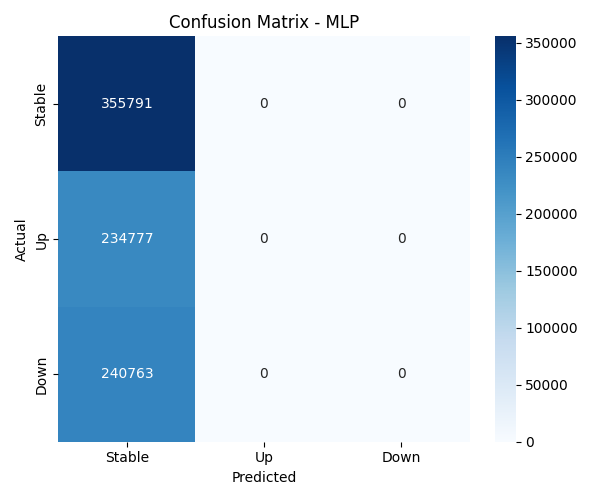 Confusion Matrix - MLP
Actual
Stable
Up
Down
355791 0 0
234777 0 0
240763 0 0
Stable Up Down
Predicted
350000
300000
250000
200000
150000
100000
50000
0